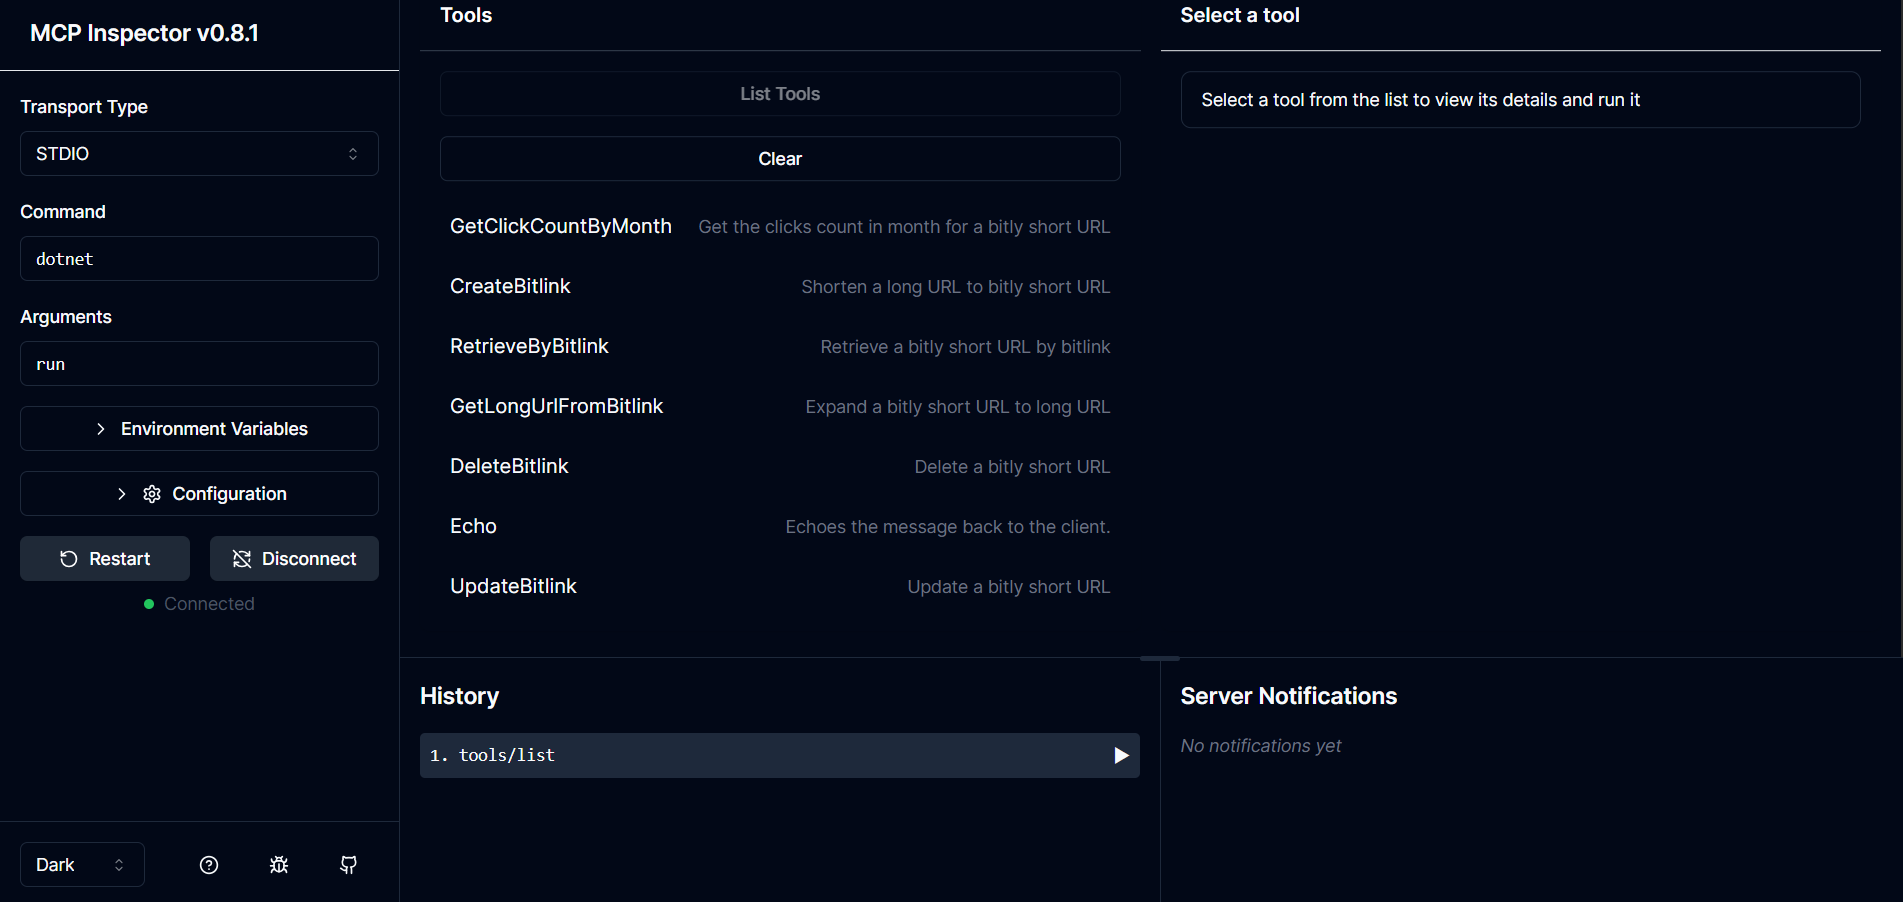 MCP Inspector v0.8.1
Transport Type
STDIO
Command
dotnet
Arguments
run
Environment Variables
Configuration
Restart
Disconnect
Connected
Dark
Tools
List Tools
Clear
GetClickCountByMonth Get the clicks count in month for a bitly short URL
CreateBitlink Shorten a long URL to bitly short URL
RetrieveByBitlink Retrieve a bitly short URL by bitlink
GetLongUrlFromBitlink Expand a bitly short URL to long URL
DeleteBitlink Delete a bitly short URL
Echo Echoes the message back to the client.
UpdateBitlink Update a bitly short URL
Select a tool
Select a tool from the list to view its details and run it
History
1. tools/list
Server Notifications
No notifications yet